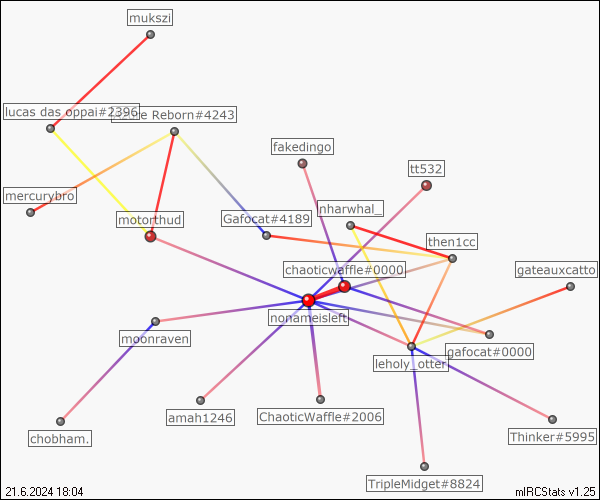 mukszi
lucas das oppai#2396
Reborn#4243
fakedingo
tt532
mercurybro
motorthud
Gafocat#4189
nharwhal_
then1cc
chaoticwaffle#0000
gateauxcatto
nonameisleft
moonraven
gafocat#0000
leholy_otter
amah1246
ChaoticWaffle#2006
chobham.
Thinker#5995
TripleMidget#8824
21.6.2024 18:04
mIRCStats v1.25